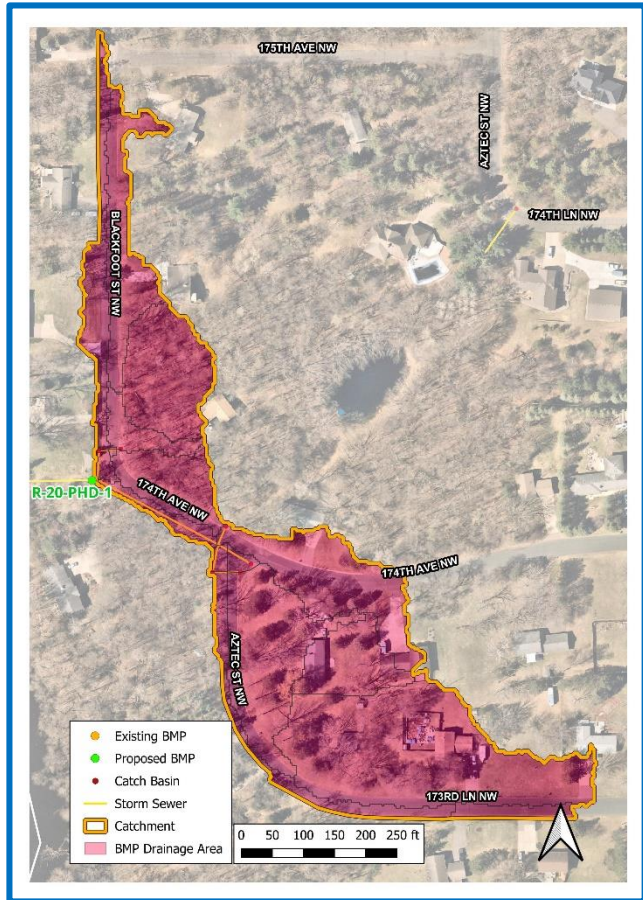 175TH AVE NW
AZTEC ST NW
174TH LN NW
BLACKFOOT ST NW
R-20-PHD-1
174TH AVE NW
174TH AVE NW
AZTEC ST NW
173RD LN NW
Existing BMP
Proposed BMP
Catch Basin
Storm Sewer
Catchment
BMP Drainage Area
0 50 100 150 200 250 ft